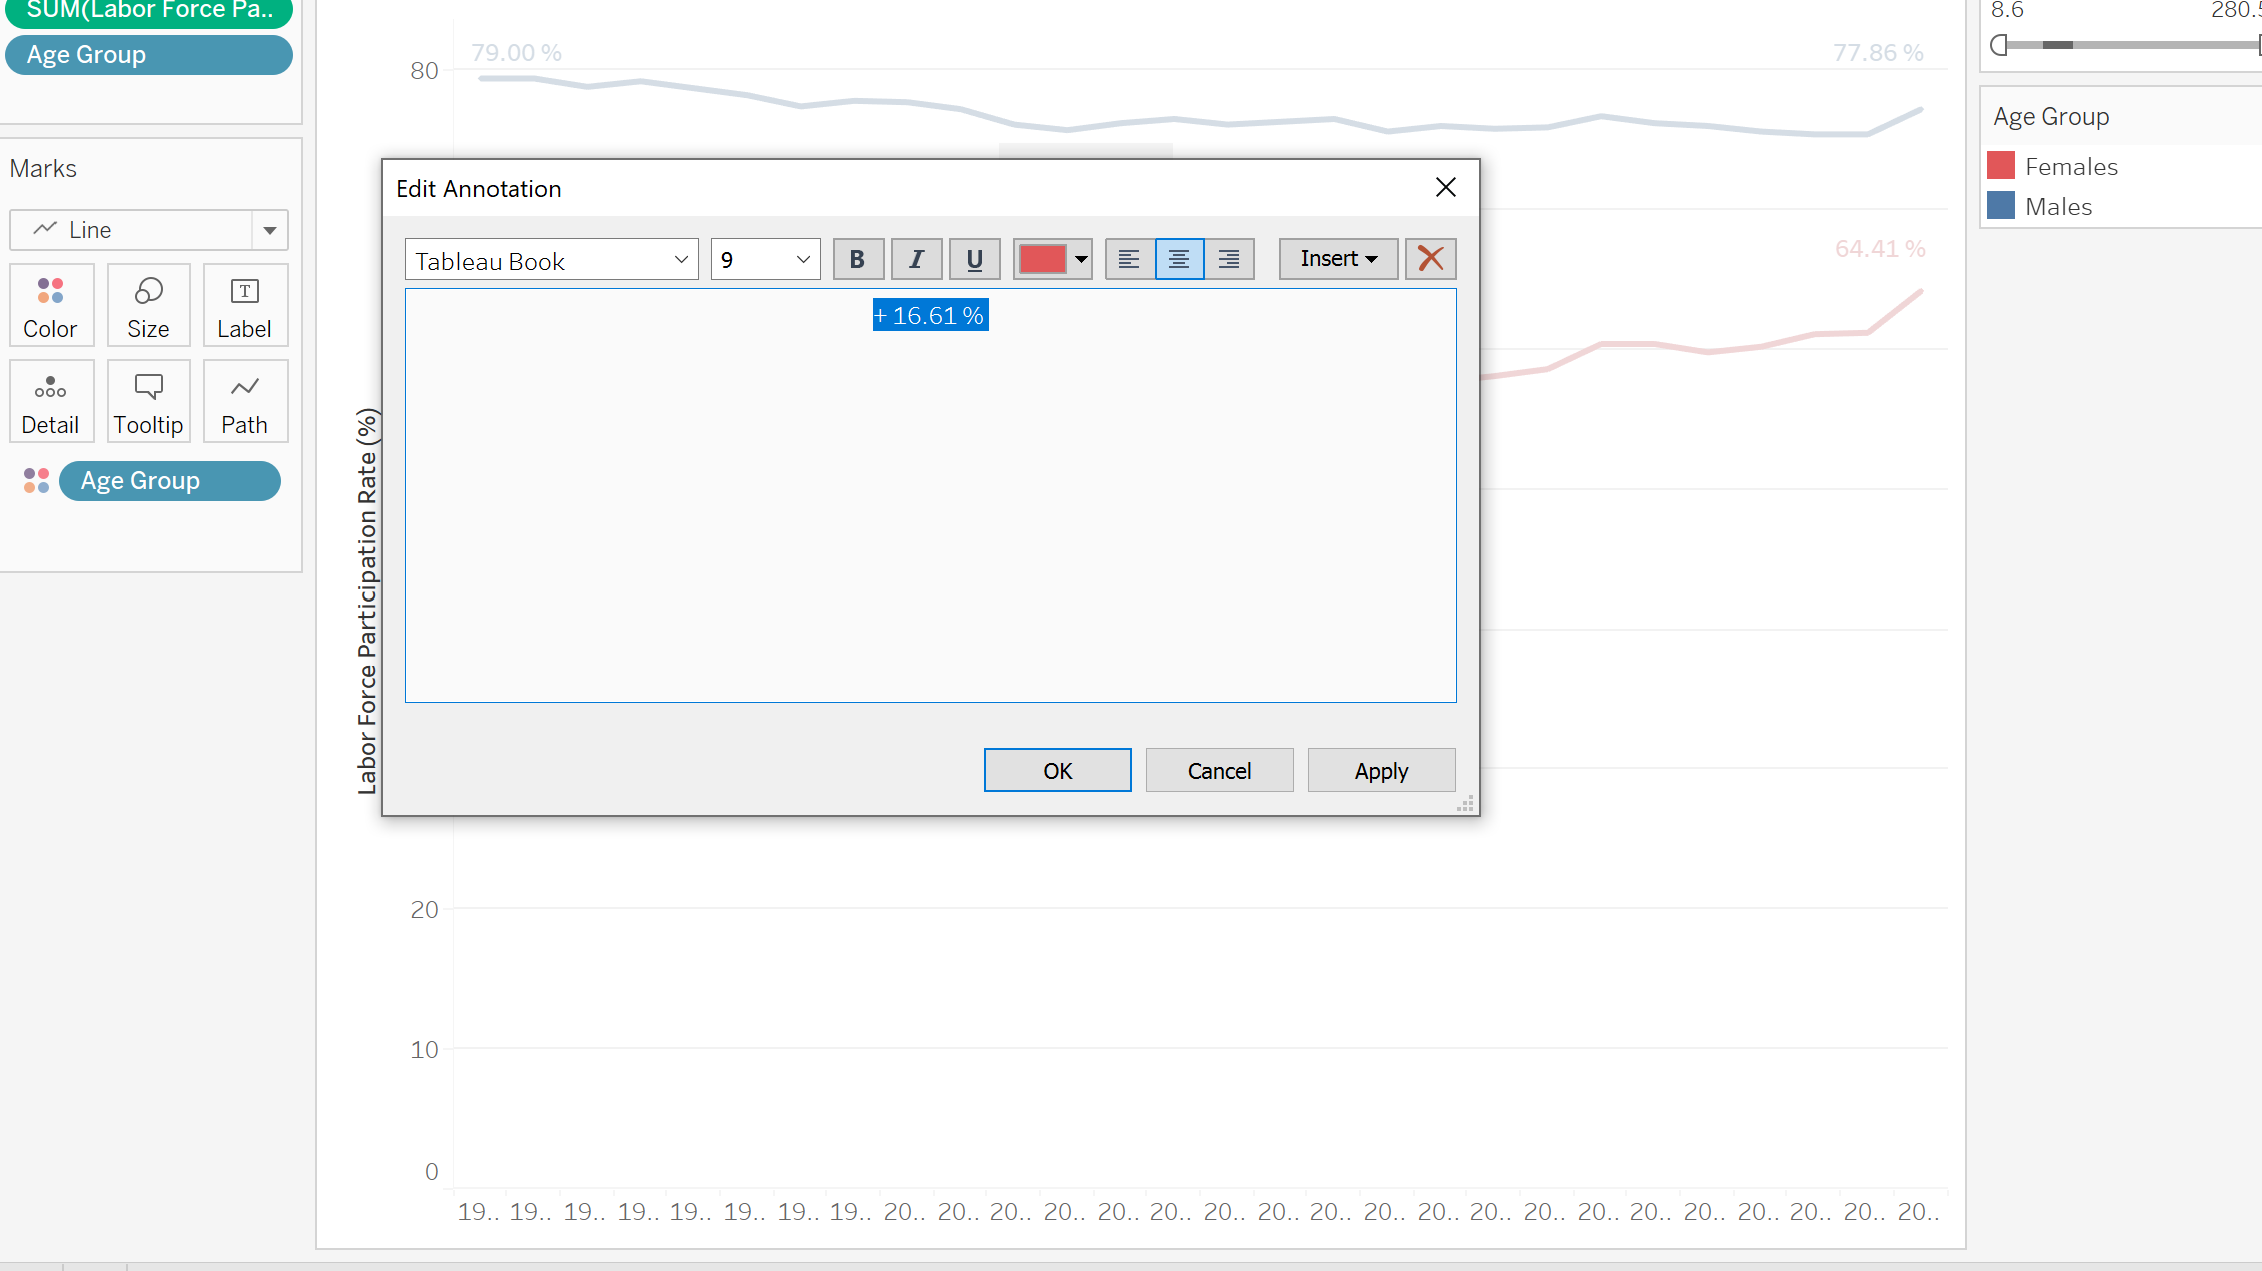 SUM(Labor Force Pa..
Age Group
Marks
Line
Color
Size
Label
Detail
Tooltip
Path
Age Group
Labor Force Participation Rate (%)
80
79.00 %
77.86 %
64.41 %
20
10
0
19.. 19.. 19.. 19.. 19.. 19.. 19.. 19.. 20.. 20.. 20.. 20.. 20.. 20.. 20.. 20.. 20.. 20.. 20.. 20.. 20.. 20.. 20.. 20.. 20.. 20.. 20.. 20..
Edit Annotation
Tableau Book
9
B
I
U
Insert
+ 16.61 %
OK
Cancel
Apply
8.6
Age Group
Females
Males